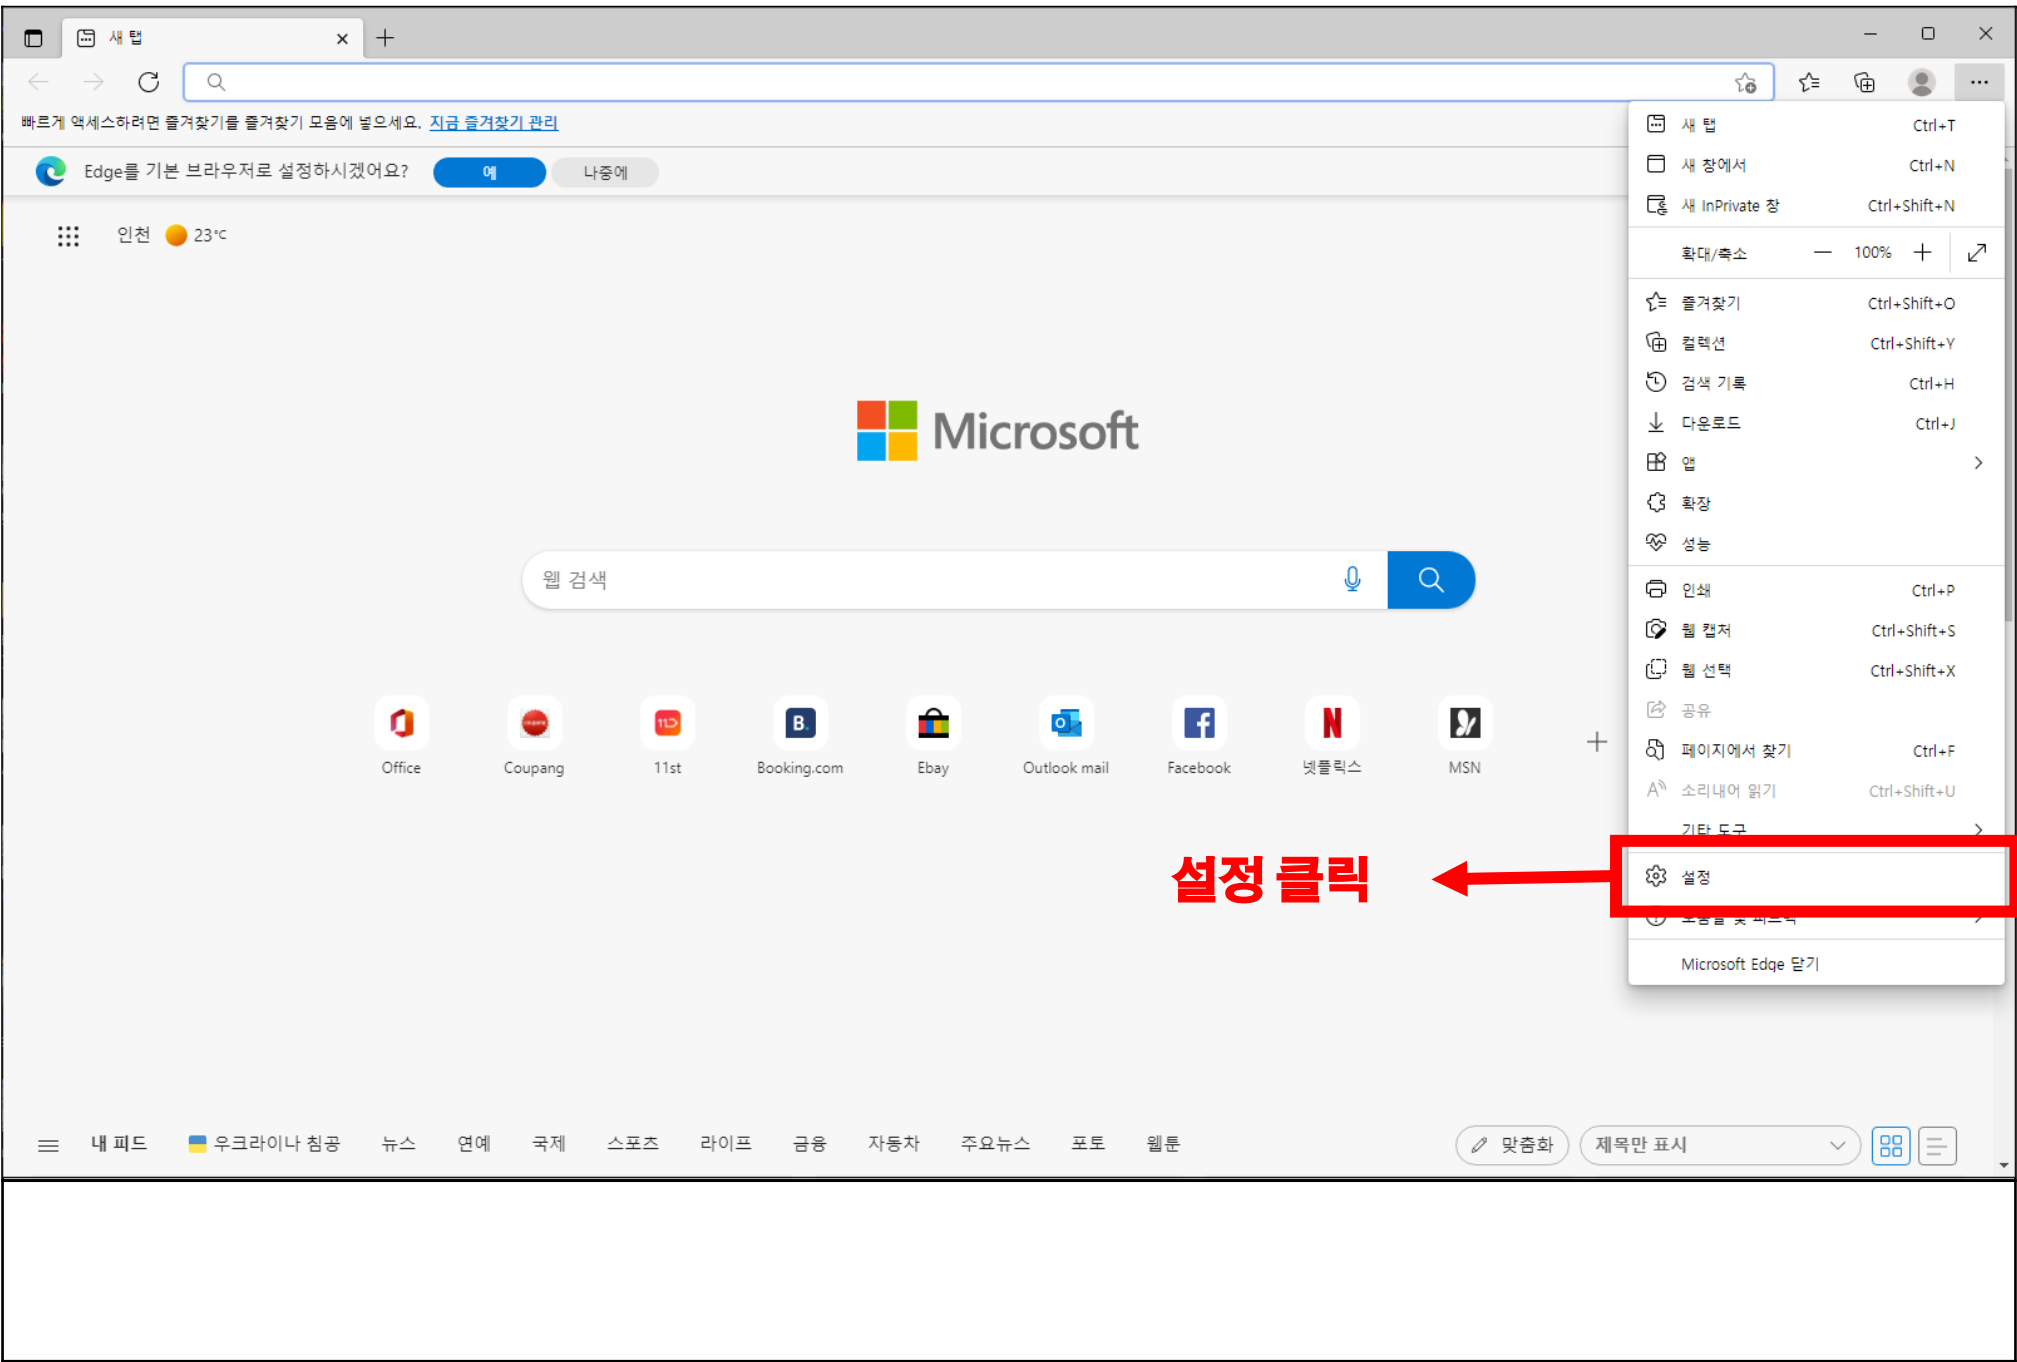 새 탭
빠르게 액세스하려면 즐겨찾기를 즐겨찾기 모음에 넣으세요. 지금 즐겨찾기 관리
Edge를 기본 브라우저로 설정하시겠어요? 예 나중에
인천 23°C
Microsoft
웹 검색
Office Coupang 11st Booking.com Ebay Outlook mail Facebook 넷플릭스 MSN
새 탭 Ctrl+T
새 창에서 Ctrl+N
새 InPrivate 창 Ctrl+Shift+N
확대/축소 100%
즐겨찾기 Ctrl+Shift+O
컬렉션 Ctrl+Shift+Y
검색 기록 Ctrl+H
다운로드 Ctrl+J
앱
확장
성능
인쇄 Ctrl+P
웹 캡처 Ctrl+Shift+S
웹 선택 Ctrl+Shift+X
공유
페이지에서 찾기 Ctrl+F
소리내어 읽기 Ctrl+Shift+U
기타 도구
설정
도움말 및 피드백
Microsoft Edge 닫기
설정 클릭
내 피드 우크라이나 침공 뉴스 연예 국제 스포츠 라이프 금융 자동차 주요뉴스 포토 웹툰 맞춤화 제목만 표시